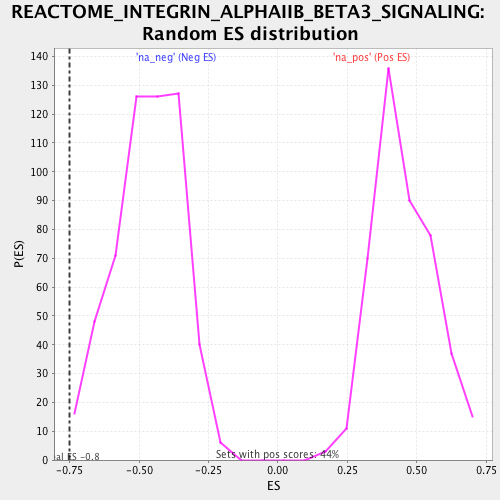 REACTOME_INTEGRIN_ALPHAIIB_BETA3_SIGNALING:
Random ES distribution
'na_neg' (Neg ES)
'na_pos' (Pos ES)
140
130
120
110
100
90
80
70
60
50
40
30
20
10
0
P(ES)
al ES -0.8
Sets with pos scores: 44%
-0.75
-0.50
-0.25
0.00
0.25
0.50
0.75
ES